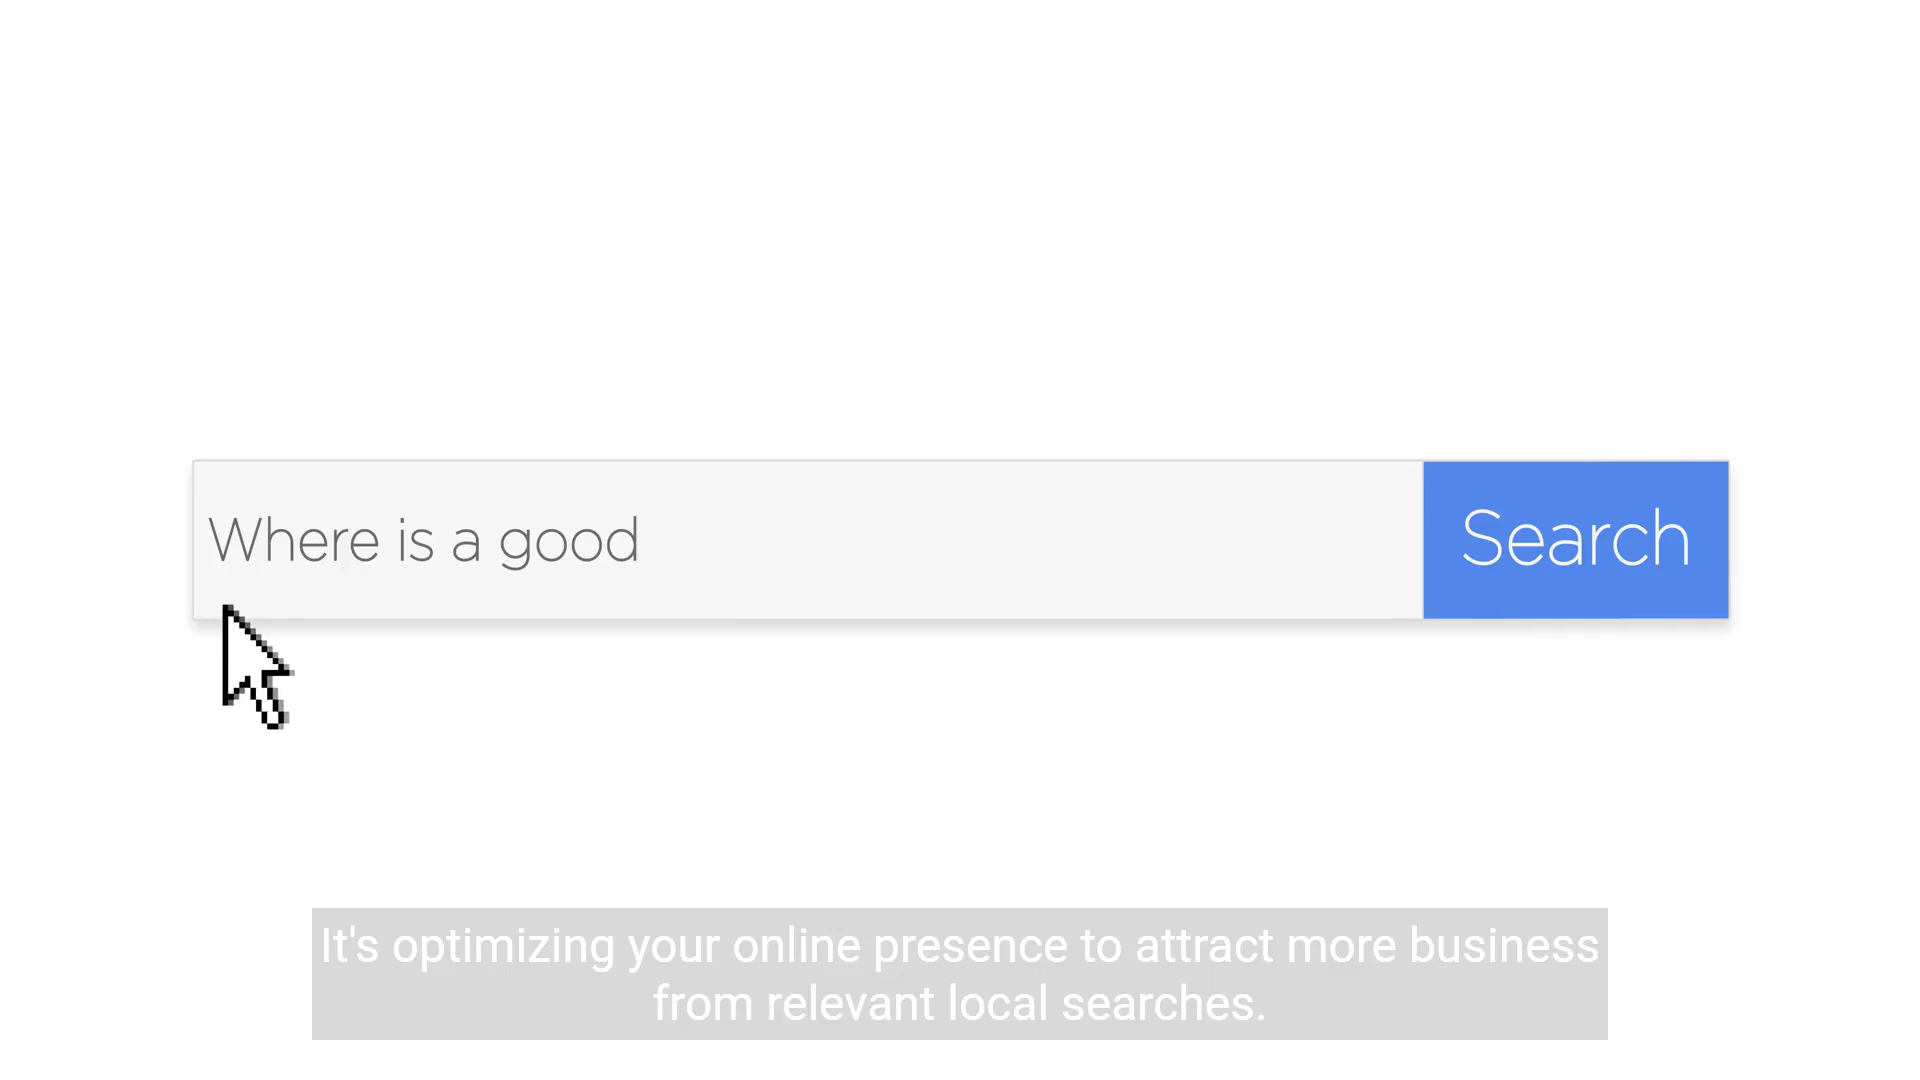 Where is a good
Search
It's optimizing your online presence to attract more business
from relevant local searches.